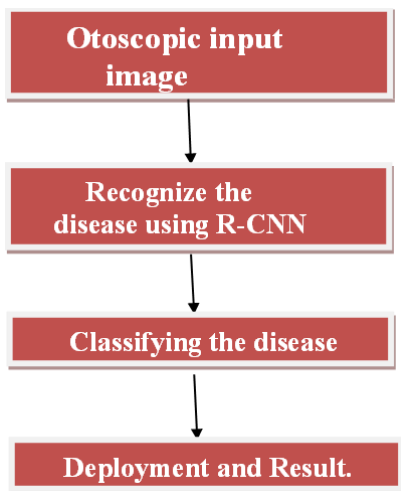 Otoscopic input
image
Recognize the
disease using R-CNN
Classifying the disease
Deployment and Result.